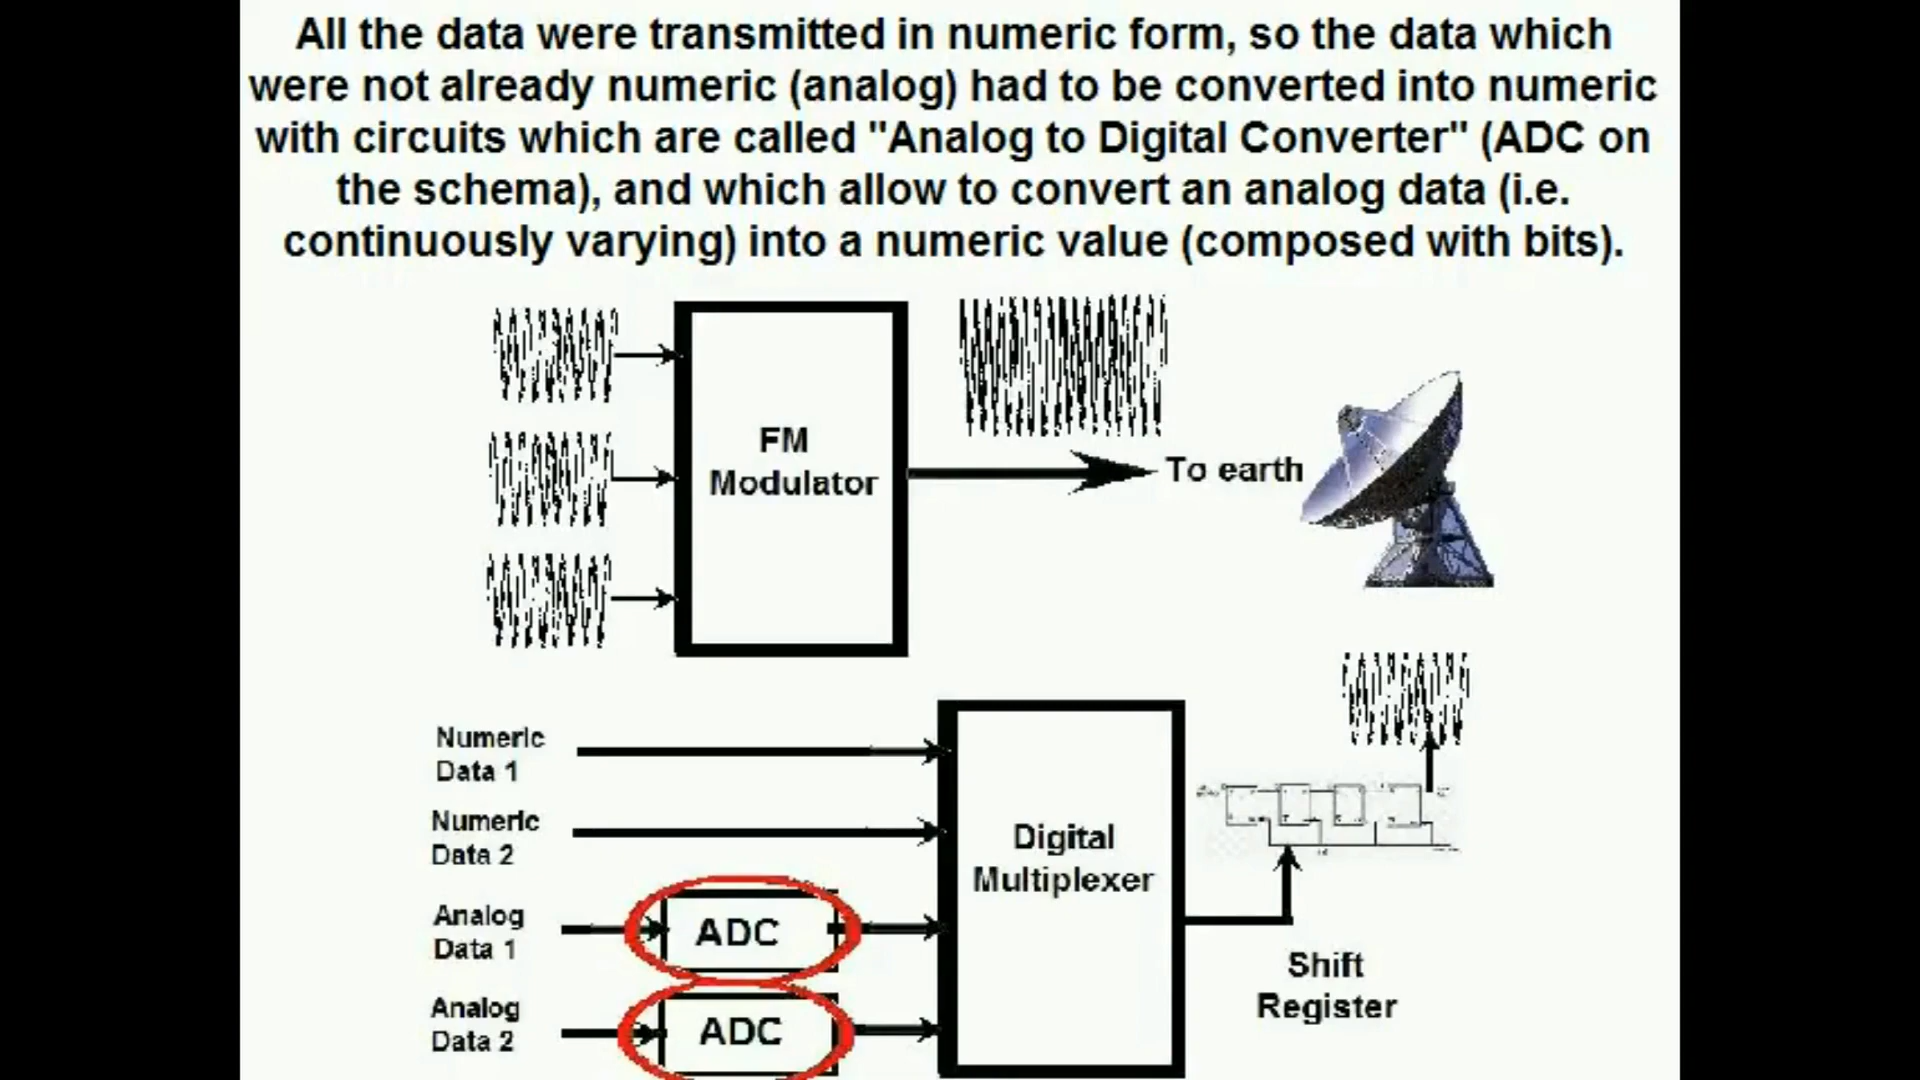 All the data were transmitted in numeric form, so the data which
were not already numeric (analog) had to be converted into numeric
with circuits which are called "Analog to Digital Converter" (ADC on
the schema), and which allow to convert an analog data (i.e.
continuously varying) into a numeric value (composed with bits).
FM
Modulator
To earth
Numeric
Data 1
Numeric
Data 2
Analog
Data 1
ADC
Analog
Data 2
ADC
Digital
Multiplexer
Shift
Register